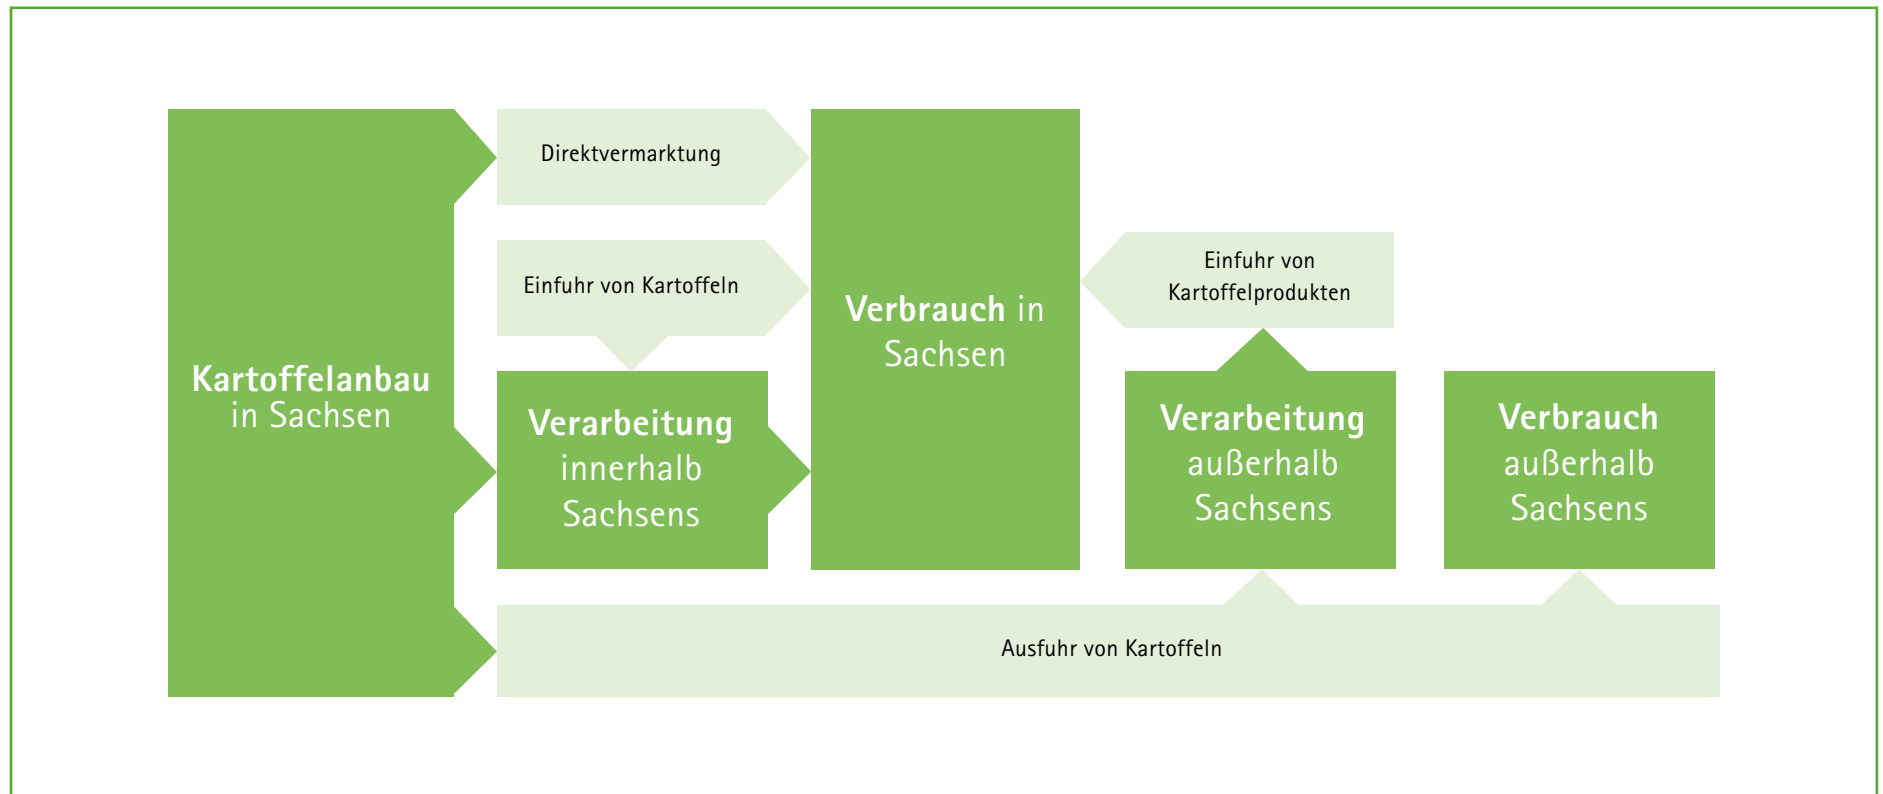 Kartoffelanbau
in Sachsen
Direktvermarktung
Einfuhr von Kartoffeln
Verarbeitung
innerhalb
Sachsens
Verbrauch in
Sachsen
Einfuhr von
Kartoffelprodukten
Verarbeitung
außerhalb
Sachsens
Verbrauch
außerhalb
Sachsens
Ausfuhr von Kartoffeln